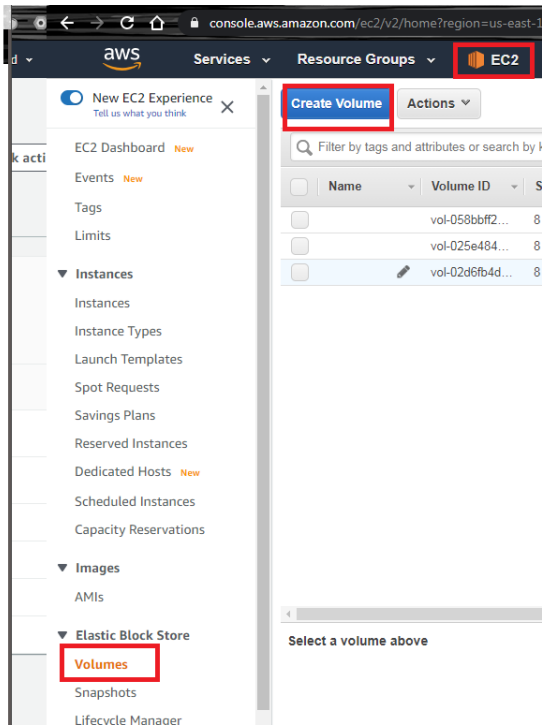 console.aws.amazon.com/ec2/v2/home?region=us-east-1
d
aws
Services
Resource Groups
EC2
New EC2 Experience
Tell us what you think
k acti
EC2 Dashboard New
Events New
Tags
Limits
Instances
Instances
Instance Types
Launch Templates
Spot Requests
Savings Plans
Reserved Instances
Dedicated Hosts New
Scheduled Instances
Capacity Reservations
Images
AMIs
Elastic Block Store
Volumes
Snapshots
Lifecycle Manager
Create Volume
Actions
Filter by tags and attributes or search by k
Name
Volume ID
S
vol-058bbff2...
8
vol-025e484...
8
vol-02d6fb4d...
8
Select a volume above